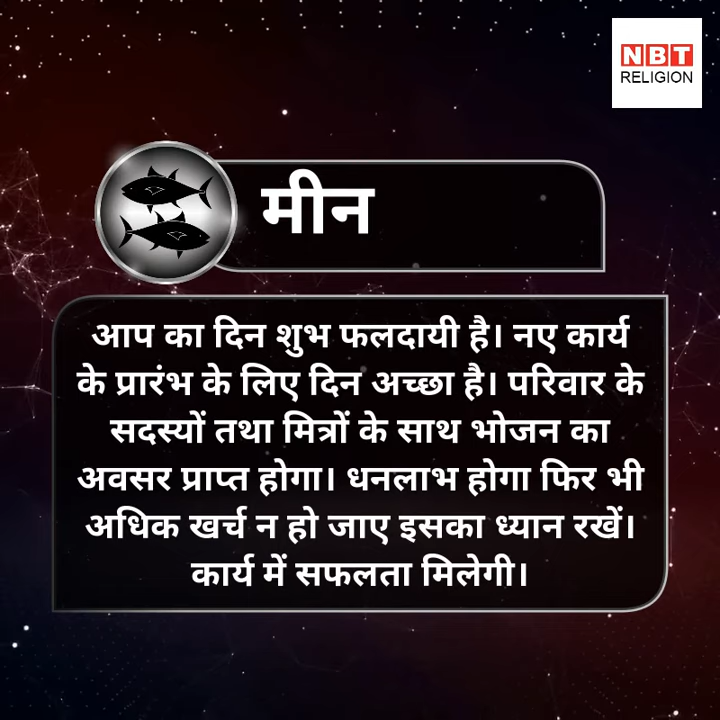 NBT
RELIGION
मीन
आप का दिन शुभ फलदायी है। नए कार्य
के प्रारंभ के लिए दिन अच्छा है। परिवार के
सदस्यों तथा मित्रों के साथ भोजन का
अवसर प्राप्त होगा। धनलाभ होगा फिर भी
अधिक खर्च न हो जाए इसका ध्यान रखें।
कार्य में सफलता मिलेगी।